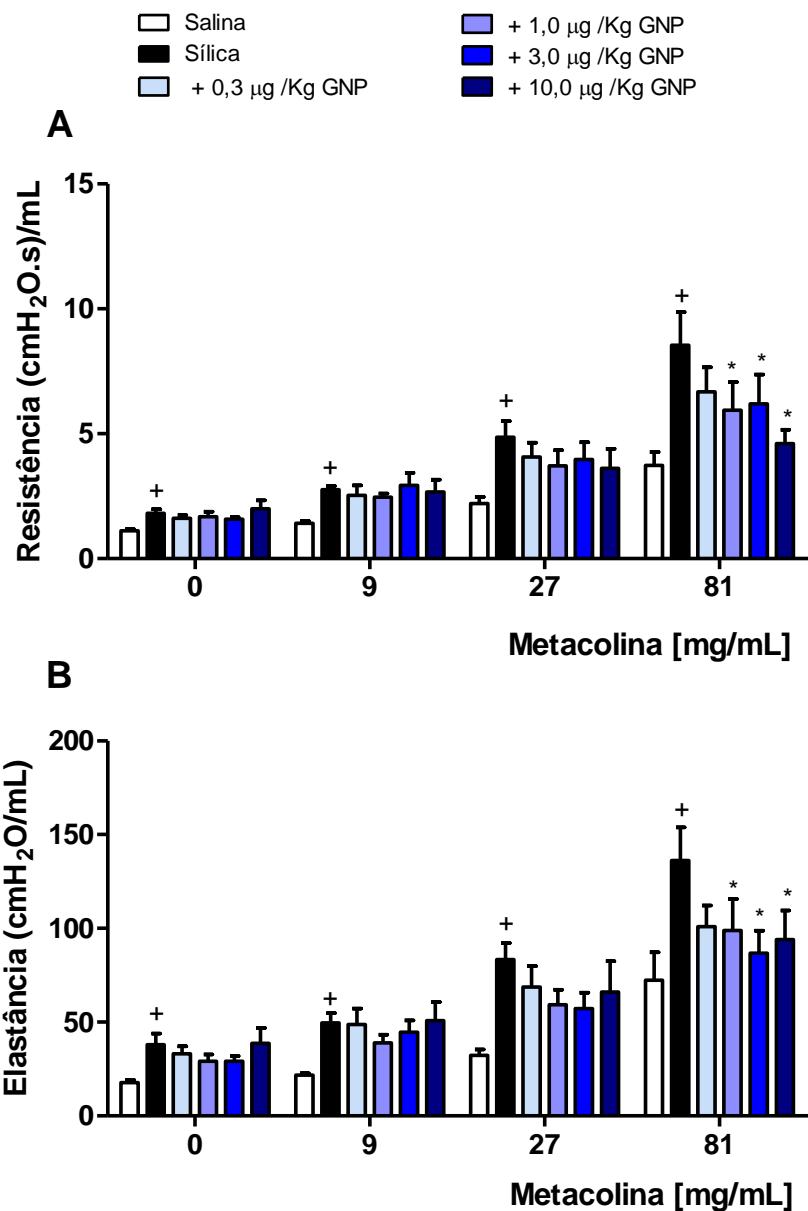 Salina
Sílica
+ 0,3 μg /Kg GNP
+ 1,0 μg /Kg GNP
+ 3,0 μg /Kg GNP
+ 10,0 μg /Kg GNP
A
Resistência (cmH₂O.s)/mL
15
10
5
0
+
+
+
+
*
*
*
0 9 27 81
Metacolina [mg/mL]
B
Elastância (cmH₂O/mL)
200
150
100
50
0
+
+
+
+
*
*
*
0 9 27 81
Metacolina [mg/mL]